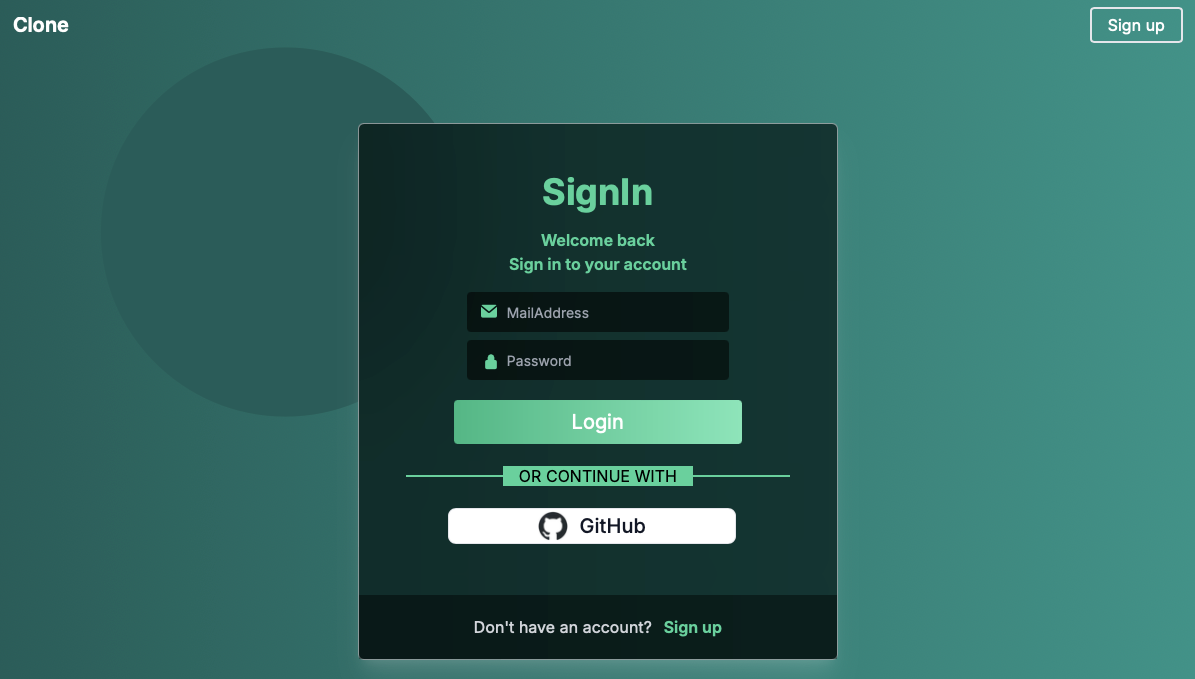 Clone
Sign up
SignIn
Welcome back
Sign in to your account
MailAddress
Password
Login
OR CONTINUE WITH
GitHub
Don't have an account? Sign up